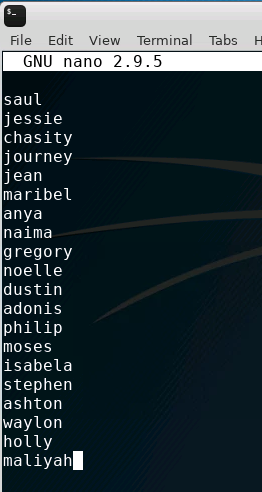 File Edit View Terminal Tabs H
GNU nano 2.9.5
saul
jessie
chasity
journey
jean
maribel
anya
naima
gregory
noelle
dustin
adonis
philip
moses
isabela
stephen
ashton
waylon
holly
maliyah